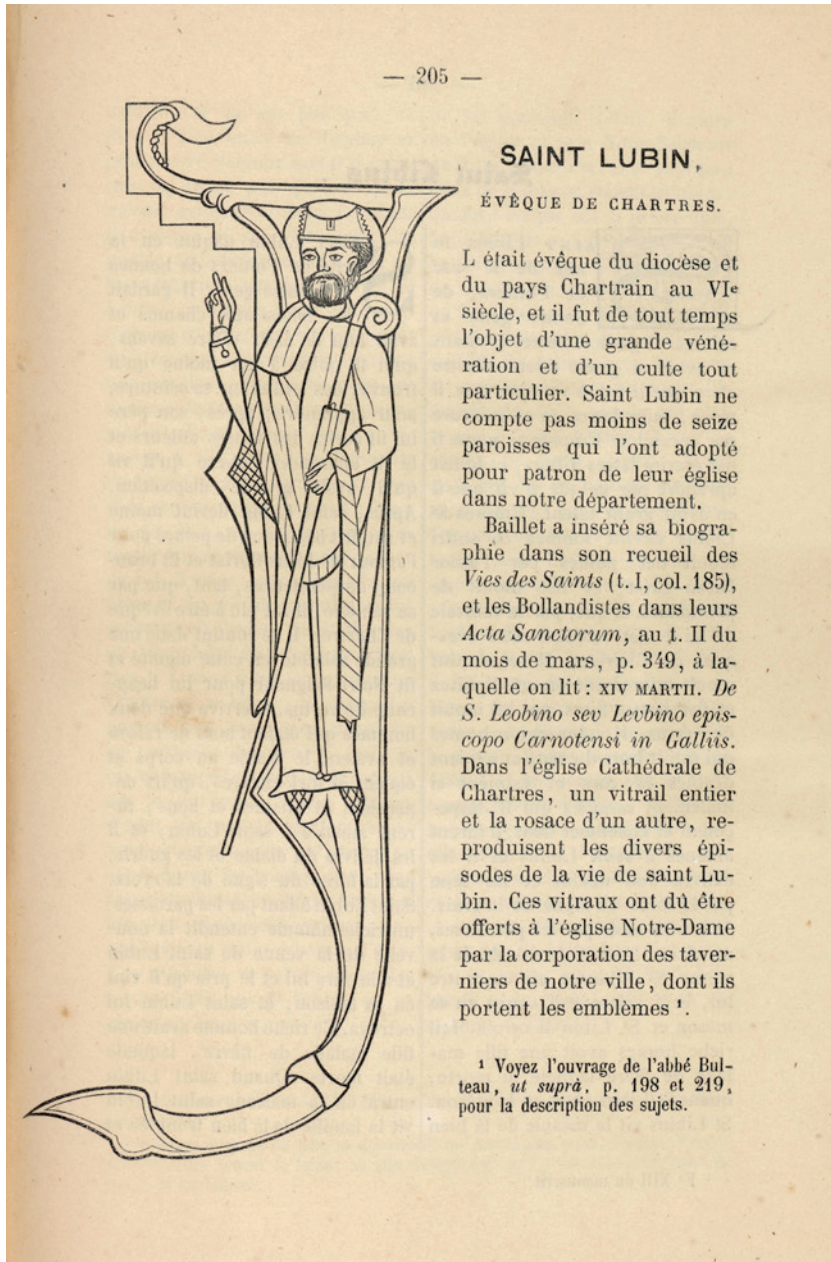 — 205 —
SAINT LUBIN,
ÉVÊQUE DE CHARTRES.
L était évêque du diocèse et
du pays Chartrain au VIe
siècle, et il fut de tout temps
l'objet d'une grande véné-
ration et d'un culte tout
particulier. Saint Lubin ne
compte pas moins de seize
paroisses qui l'ont adopté
pour patron de leur église
dans notre département.
Baillet a inséré sa biogra-
phie dans son recueil des
Vies des Saints (t. I, col. 185),
et les Bollandistes dans leurs
Acta Sanctorum, au t. II du
mois de mars, p. 349, à la-
quelle on lit : XIV MARTII. De
S. Leobino sev Levbino epis-
copo Carnotensi in Galliis.
Dans l'église Cathédrale de
Chartres, un vitrail entier
et la rosace d'un autre, re-
produisent les divers épi-
sodes de la vie de saint Lu-
bin. Ces vitraux ont dû être
offerts à l'église Notre-Dame
par la corporation des taver-
niers de notre ville, dont ils
portent les emblèmes ¹.
¹ Voyez l'ouvrage de l'abbé Bul-
teau, ut suprà, p. 198 et 219,
pour la description des sujets.